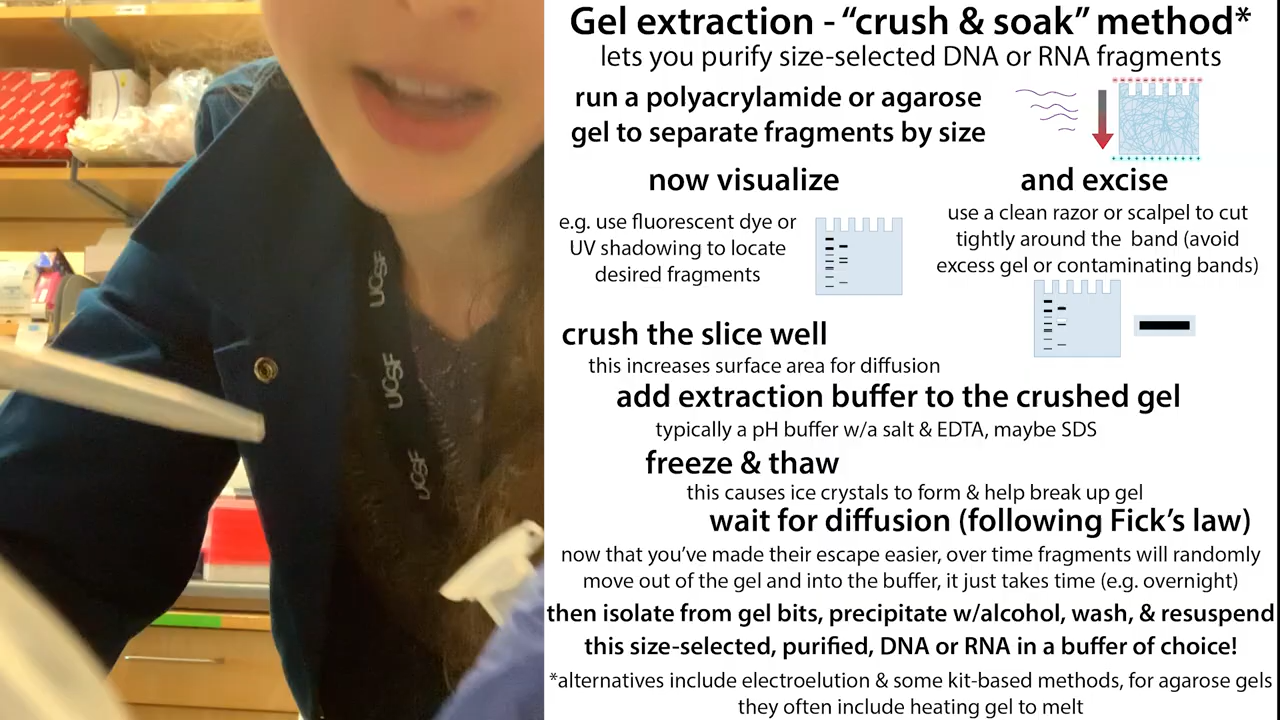 Gel extraction - “crush & soak” method*
lets you purify size-selected DNA or RNA fragments
run a polyacrylamide or agarose
gel to separate fragments by size
now visualize
e.g. use fluorescent dye or
UV shadowing to locate
desired fragments
and excise
use a clean razor or scalpel to cut
tightly around the band (avoid
excess gel or contaminating bands)
crush the slice well
this increases surface area for diffusion
add extraction buffer to the crushed gel
typically a pH buffer w/a salt & EDTA, maybe SDS
freeze & thaw
this causes ice crystals to form & help break up gel
wait for diffusion (following Fick’s law)
now that you’ve made their escape easier, over time fragments will randomly
move out of the gel and into the buffer, it just takes time (e.g. overnight)
then isolate from gel bits, precipitate w/alcohol, wash, & resuspend
this size-selected, purified, DNA or RNA in a buffer of choice!
*alternatives include electroelution & some kit-based methods, for agarose gels
they often include heating gel to melt
UCSF
UCSF
UCSF